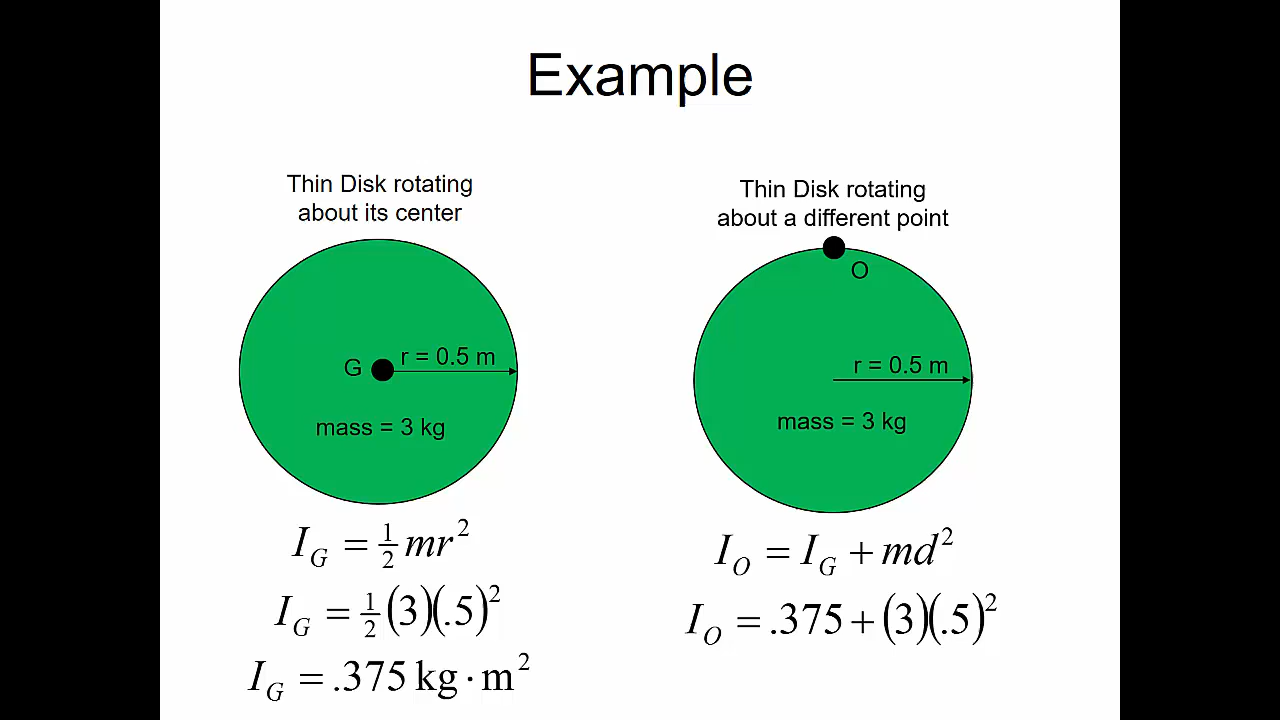 Example
Thin Disk rotating
about its center
G
r = 0.5 m
mass = 3 kg
I_G = ½ mr²
I_G = ½ (3)(.5)²
I_G = .375 kg · m²
Thin Disk rotating
about a different point
O
r = 0.5 m
mass = 3 kg
I_O = I_G + md²
I_O = .375 + (3)(.5)²